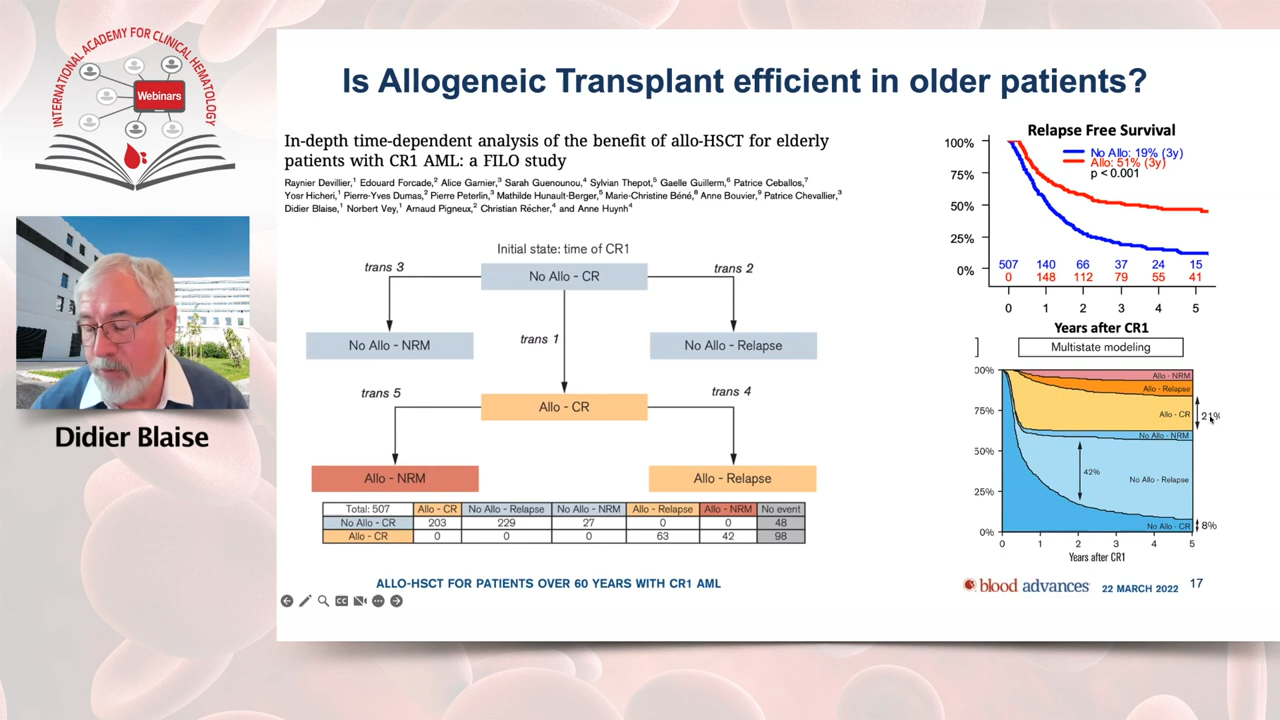 INTERNATIONAL ACADEMY FOR CLINICAL HEMATOLOGY
Webinars
Didier Blaise
Is Allogeneic Transplant efficient in older patients?
In-depth time-dependent analysis of the benefit of allo-HSCT for elderly
patients with CR1 AML: a FILO study
Raynier Devillier,1 Edouard Forcade,2 Alice Garnier,3 Sarah Guenounou,4 Sylvian Thepot,5 Gaelle Guillerm,6 Patrice Ceballos,7
Yosr Hicheri,1 Pierre-Yves Dumas,2 Pierre Peterlin,3 Mathilde Hunault-Berger,5 Marie-Christine Béné,8 Anne Bouvier,9 Patrice Chevallier,3
Didier Blaise,1 Norbert Vey,1 Arnaud Pigneux,2 Christian Récher,4 and Anne Huynh4
Initial state: time of CR1
trans 3
No Allo - CR
trans 2
No Allo - NRM
trans 1
No Allo - Relapse
trans 5
Allo - CR
trans 4
Allo - NRM
Allo - Relapse
Total: 507 Allo - CR No Allo - Relapse No Allo - NRM Allo - Relapse Allo - NRM No event
No Allo - CR 203 229 27 0 0 48
Allo - CR 0 0 0 63 42 98
ALLO-HSCT FOR PATIENTS OVER 60 YEARS WITH CR1 AML
Relapse Free Survival
No Allo: 19% (3y)
Allo: 51% (3y)
p < 0.001
100%
75%
50%
25%
0%
507 140 66 37 24 15
0 148 112 79 55 41
0 1 2 3 4 5
Years after CR1
Multistate modeling
00%
75%
50%
25%
0%
Allo - NRM
Allo - Relapse
Allo - CR
21%
No Allo - NRM
42%
No Allo - Relapse
No Allo - CR
8%
0 1 2 3 4 5
Years after CR1
blood advances 22 MARCH 2022 17
CC